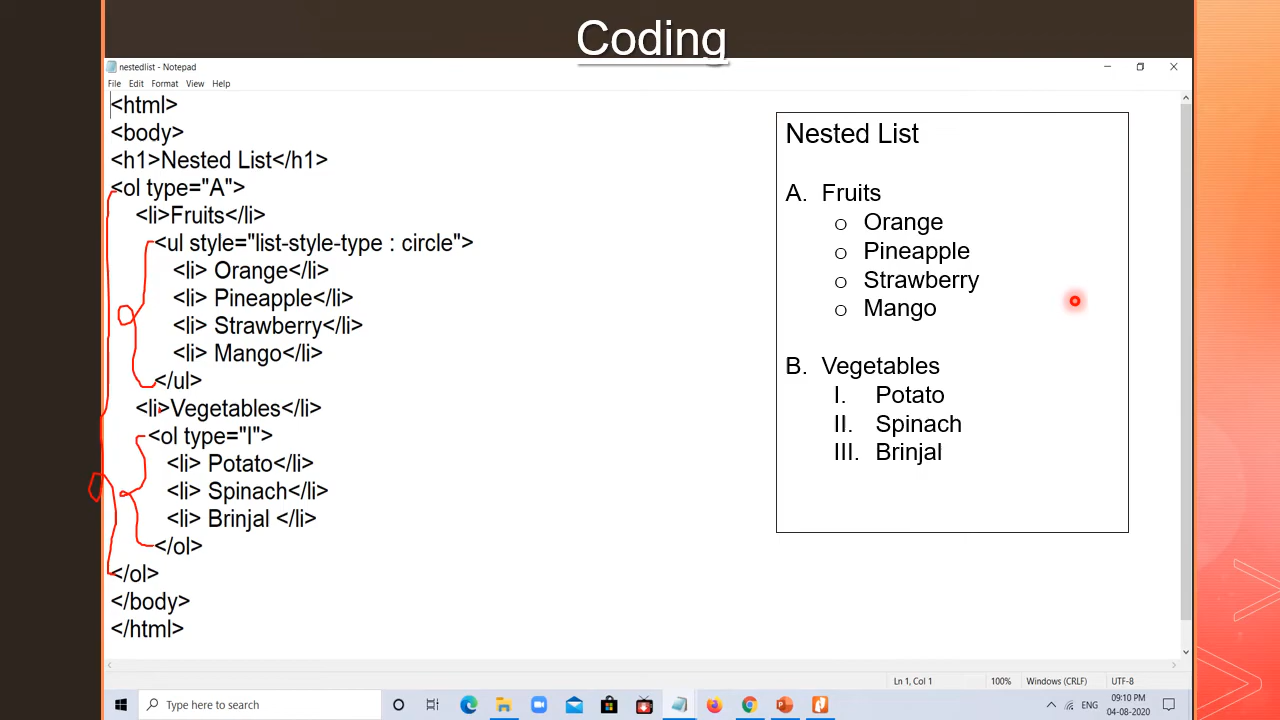 Coding
nestedlist - Notepad
File Edit Format View Help
<html>
<body>
<h1>Nested List</h1>
<ol type="A">
<li>Fruits</li>
<ul style="list-style-type : circle">
<li> Orange</li>
<li> Pineapple</li>
<li> Strawberry</li>
<li> Mango</li>
</ul>
<li>Vegetables</li>
<ol type="I">
<li> Potato</li>
<li> Spinach</li>
<li> Brinjal </li>
</ol>
</ol>
</body>
</html>
Nested List
A. Fruits
o Orange
o Pineapple
o Strawberry
o Mango
B. Vegetables
I. Potato
II. Spinach
III. Brinjal
Ln 1, Col 1 100% Windows (CRLF) UTF-8
Type here to search
ENG
09:10 PM
04-08-2020